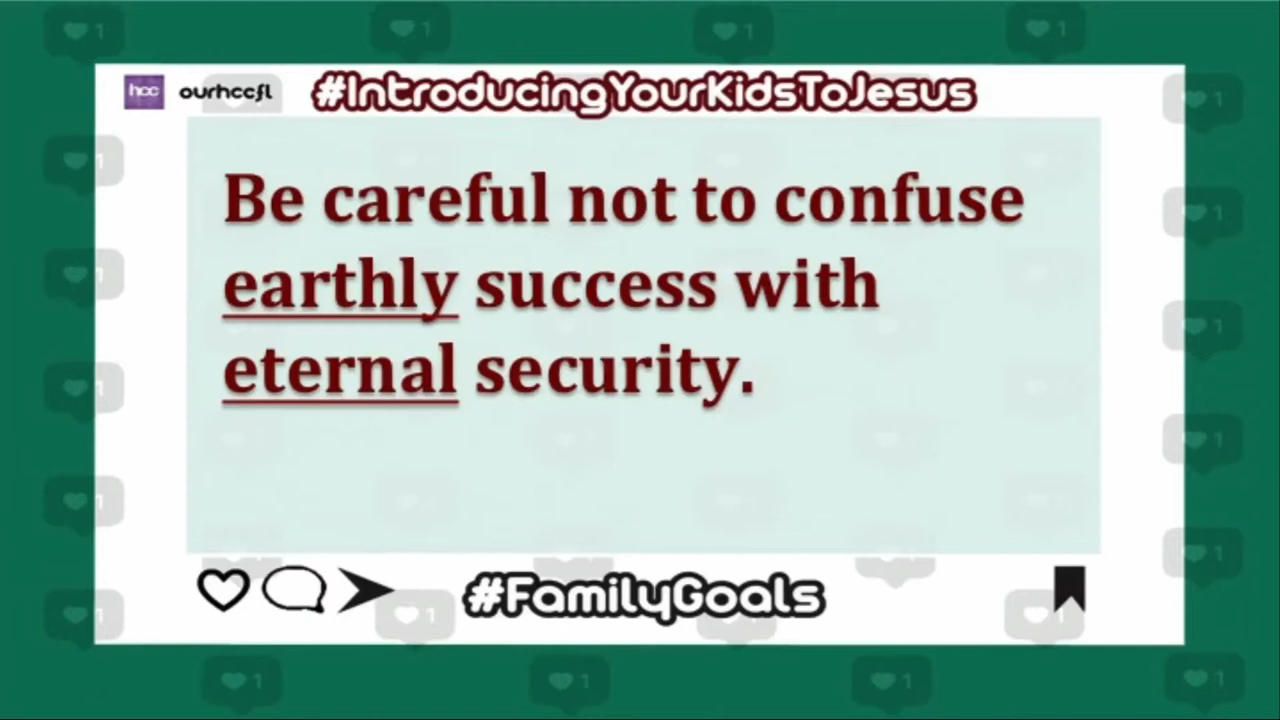 hcc ourhccfl #IntroducingYourKidsToJesus
Be careful not to confuse
earthly success with
eternal security.
#FamilyGoals